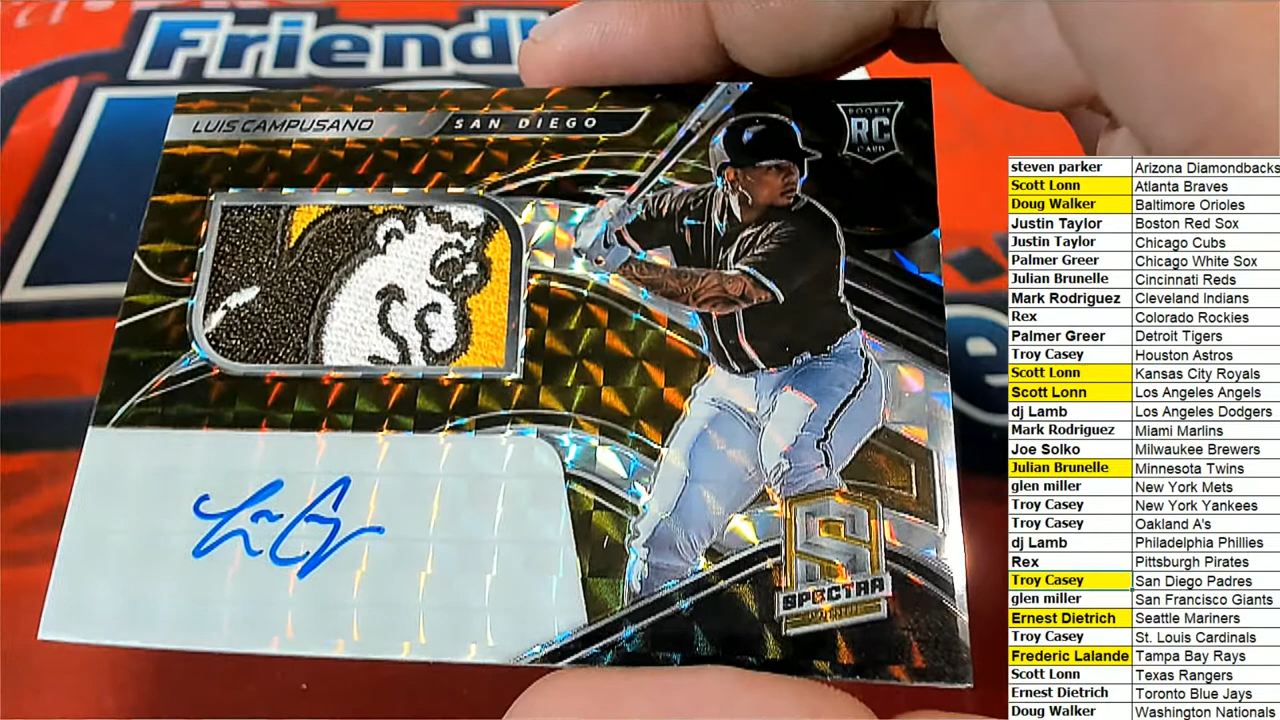 Friendl
LUIS CAMPUSANO SAN DIEGO
ROOKIE
RC
CARD
S
SPECTRA
e
steven parker Arizona Diamondbacks
Scott Lonn Atlanta Braves
Doug Walker Baltimore Orioles
Justin Taylor Boston Red Sox
Justin Taylor Chicago Cubs
Palmer Greer Chicago White Sox
Julian Brunelle Cincinnati Reds
Mark Rodriguez Cleveland Indians
Rex Colorado Rockies
Palmer Greer Detroit Tigers
Troy Casey Houston Astros
Scott Lonn Kansas City Royals
Scott Lonn Los Angeles Angels
dj Lamb Los Angeles Dodgers
Mark Rodriguez Miami Marlins
Joe Solko Milwaukee Brewers
Julian Brunelle Minnesota Twins
glen miller New York Mets
Troy Casey New York Yankees
Troy Casey Oakland A's
dj Lamb Philadelphia Phillies
Rex Pittsburgh Pirates
Troy Casey San Diego Padres
glen miller San Francisco Giants
Ernest Dietrich Seattle Mariners
Troy Casey St. Louis Cardinals
Frederic Lalande Tampa Bay Rays
Scott Lonn Texas Rangers
Ernest Dietrich Toronto Blue Jays
Doug Walker Washington Nationals